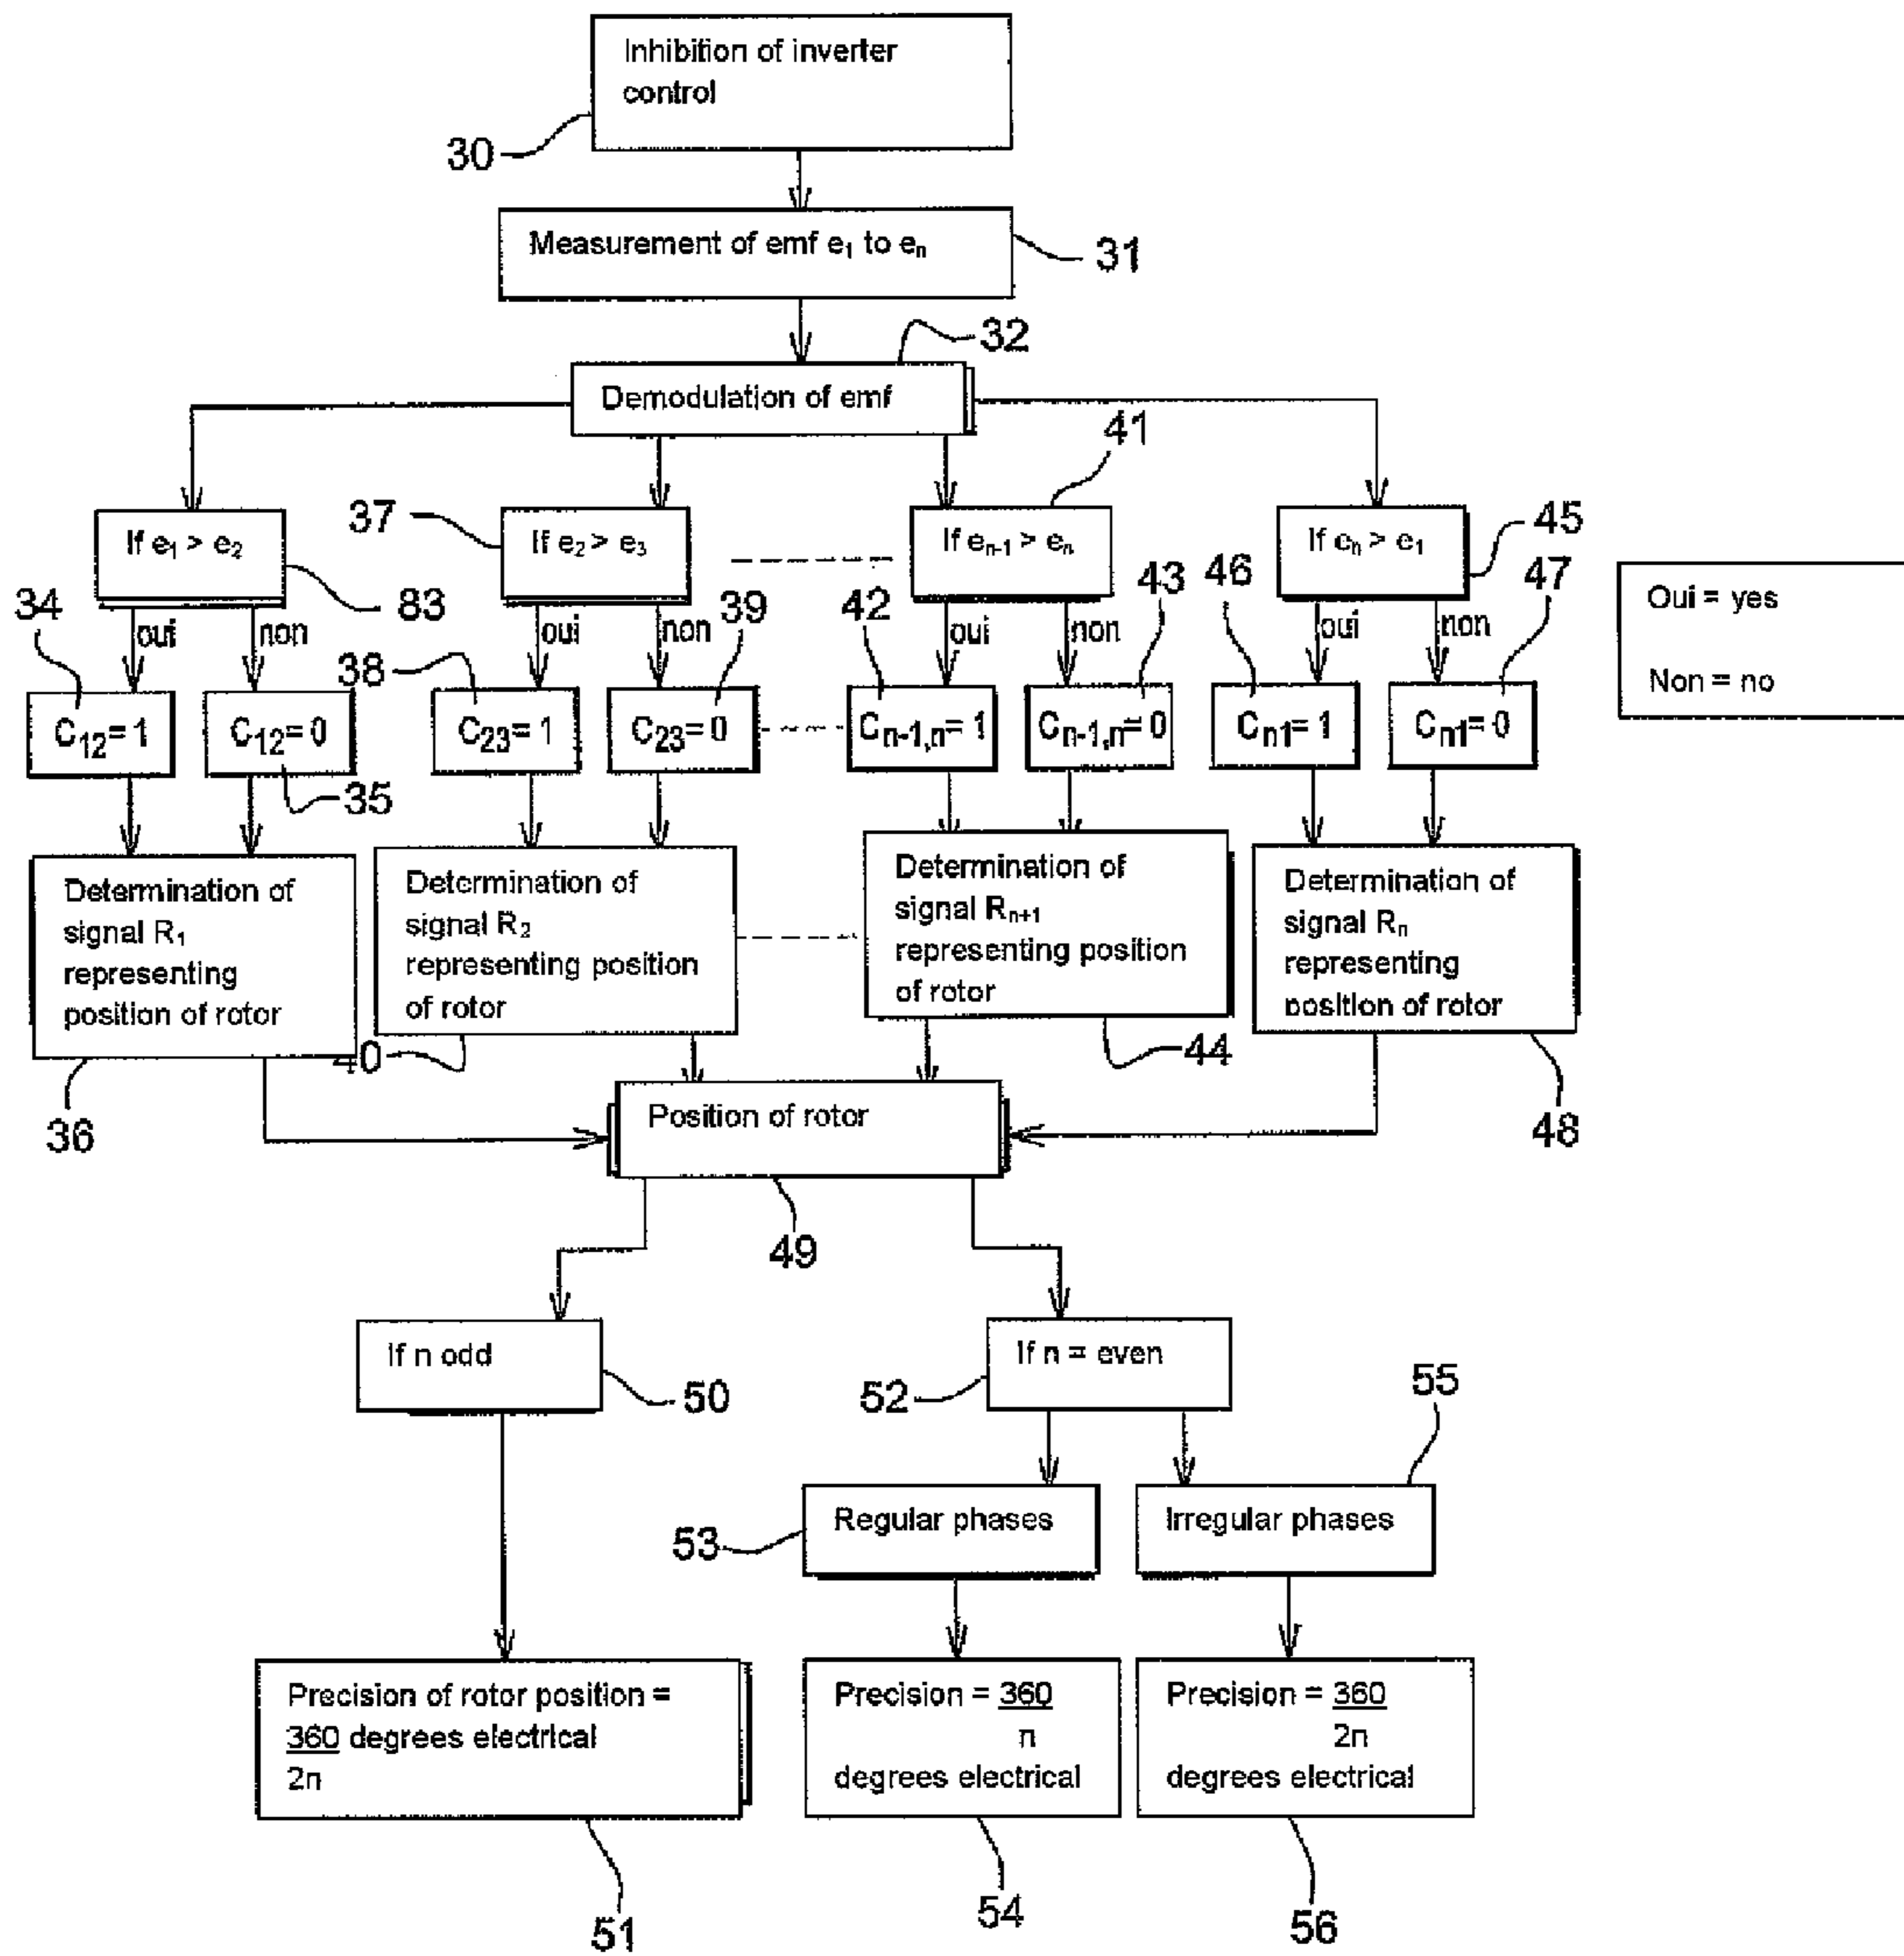 Inhibition of inverter
control
30
Measurement of emf e₁ to eₙ
31
32
Demodulation of emf
41
37
45
If e₁ > e₂
If e₂ > e₃
If eₙ₋₁ > eₙ
If eₙ > e₁
83
34
39
42
43
46
47
oui
non
oui
non
oui
non
oui
non
Oui = yes
Non = no
38
C₁₂= 1
C₁₂= 0
C₂₃= 1
C₂₃= 0
Cₙ₋₁,ₙ= 1
Cₙ₋₁,ₙ= 0
Cₙ₁= 1
Cₙ₁= 0
35
Determination of
signal R₁
representing
position of rotor
Determination of
signal R₂
representing position
of rotor
Determination of
signal Rₙ₊₁
representing position
of rotor
Determination of
signal Rₙ
representing
position of rotor
36
40
44
48
Position of rotor
49
If n odd
50
If n = even
52
55
Regular phases
53
Irregular phases
Precision of rotor position =
360 degrees electrical
2n
Precision = 360
n
degrees electrical
Precision = 360
2n
degrees electrical
51
54
56